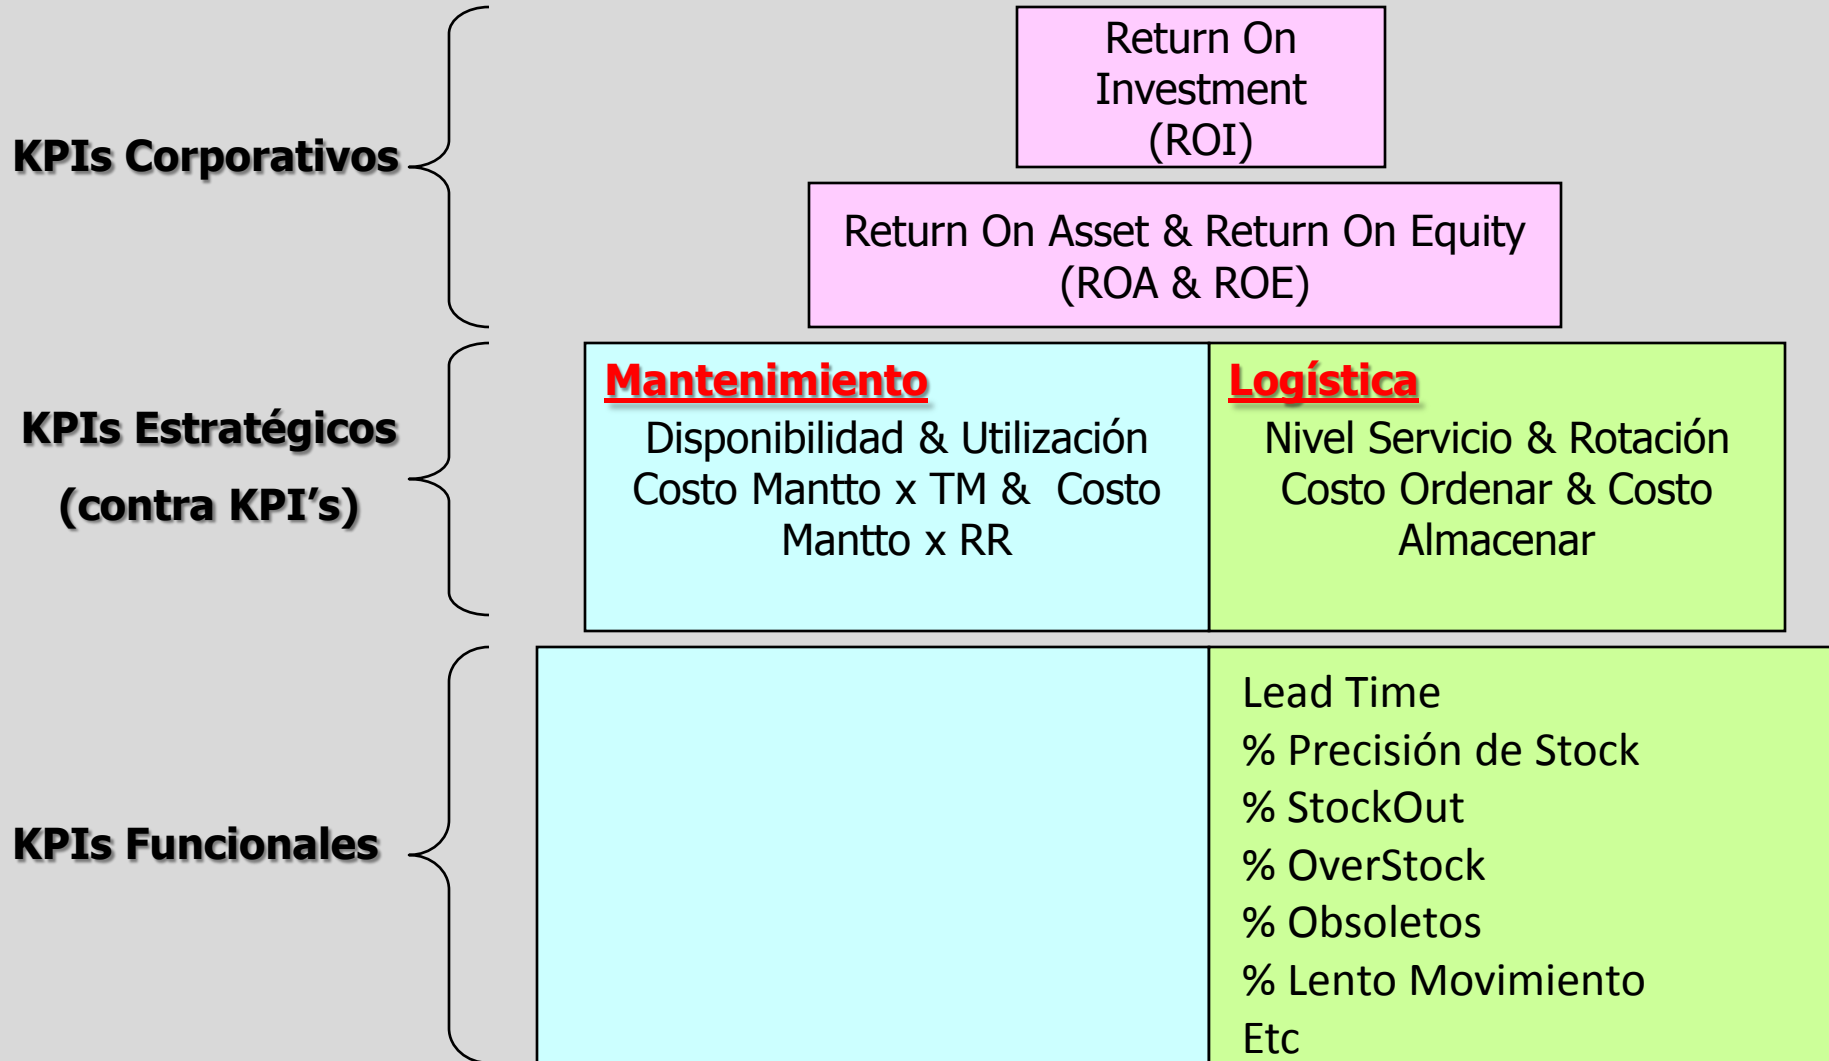 Return On
Investment
(ROI)
KPIs Corporativos
Return On Asset & Return On Equity
(ROA & ROE)
KPIs Estratégicos
(contra KPI’s)
Mantenimiento
Disponibilidad & Utilización
Costo Mantto x TM &  Costo
Mantto x RR
Logística
Nivel Servicio & Rotación
Costo Ordenar & Costo
Almacenar
KPIs Funcionales
Lead Time
% Precisión de Stock
% StockOut
% OverStock
% Obsoletos
% Lento Movimiento
Etc